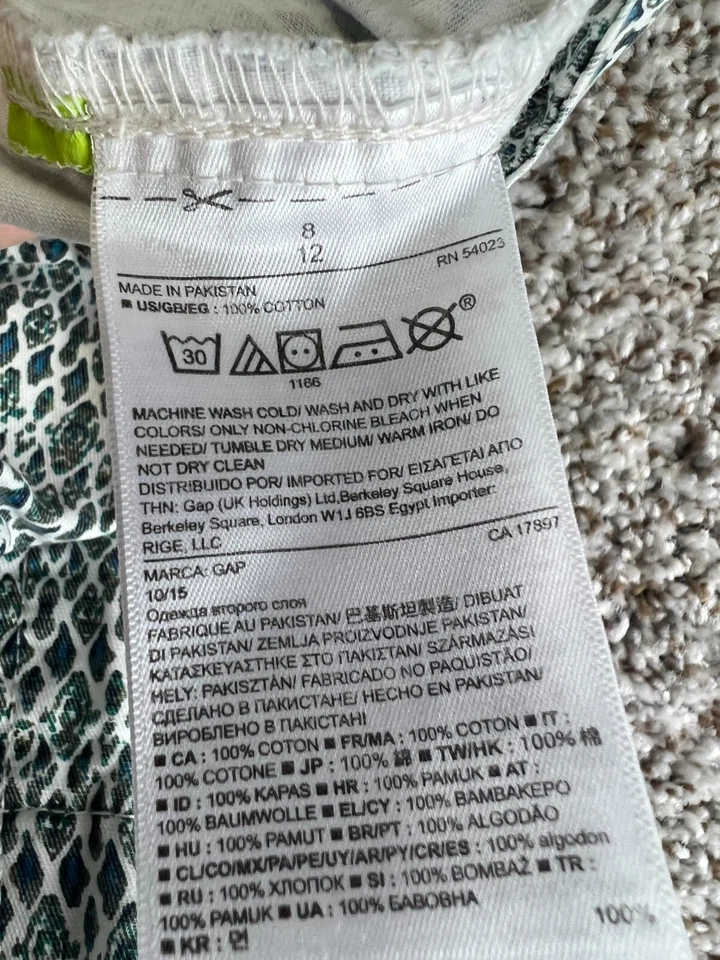 8
12
RN 54023
MADE IN PAKISTAN
■ US/GB/EG : 100% COTTON
30
®
1166
MACHINE WASH COLD/ WASH AND DRY WITH LIKE
COLORS/ ONLY NON-CHLORINE BLEACH WHEN
NEEDED/ TUMBLE DRY MEDIUM/ WARM IRON/ DO
NOT DRY CLEAN
DISTRIBUIDO POR/ IMPORTED FOR/ ΕΙΣΑΓΕΤΑΙ ΑΠΟ
ΤΗΝ: Gap (UK Holdings) Ltd,Berkeley Square House,
Berkeley Square, London W1J 6BS Egypt Importer:
RIGE, LLC
CA 17897
MARCA: GAP
10/15
Одежда второго слоя
FABRIQUE AU PAKISTAN/ 巴基斯坦製造/ DIBUAT
DI PAKISTAN/ ZEMLJA PROIZVODNJE PAKISTAN/
ΚΑΤΑΣΚΕΥΑΣΤΗΚΕ ΣΤΟ ΠΑΚΙΣΤΑΝ/ SZÁRMAZÁSI
HELY: PAKISZTÁN/ FABRICADO NO PAQUISTÃO/
СДЕЛАНО В ПАКИСТАНЕ/ HECHO EN PAKISTAN/
ВИРОБЛЕНО В ПАКІСТАНІ
■ CA : 100% COTON ■ FR/MA : 100% COTON ■ IT :
100% COTONE ■ JP : 100% 綿 ■ TW/HK : 100% 棉
■ ID : 100% KAPAS ■ HR : 100% PAMUK ■ AT :
100% BAUMWOLLE ■ EL/CY : 100% ΒΑΜΒΑΚΕΡΟ
■ HU : 100% PAMUT ■ BR/PT : 100% ALGODÃO
■ CL/CO/MX/PA/PE/UY/AR/PY/CR/ES : 100% algodon
■ RU : 100% ХЛОПОК ■ SI : 100% BOMBAŽ ■ TR :
100% PAMUK ■ UA : 100% БАВОВНА
100%
■ KR : 면